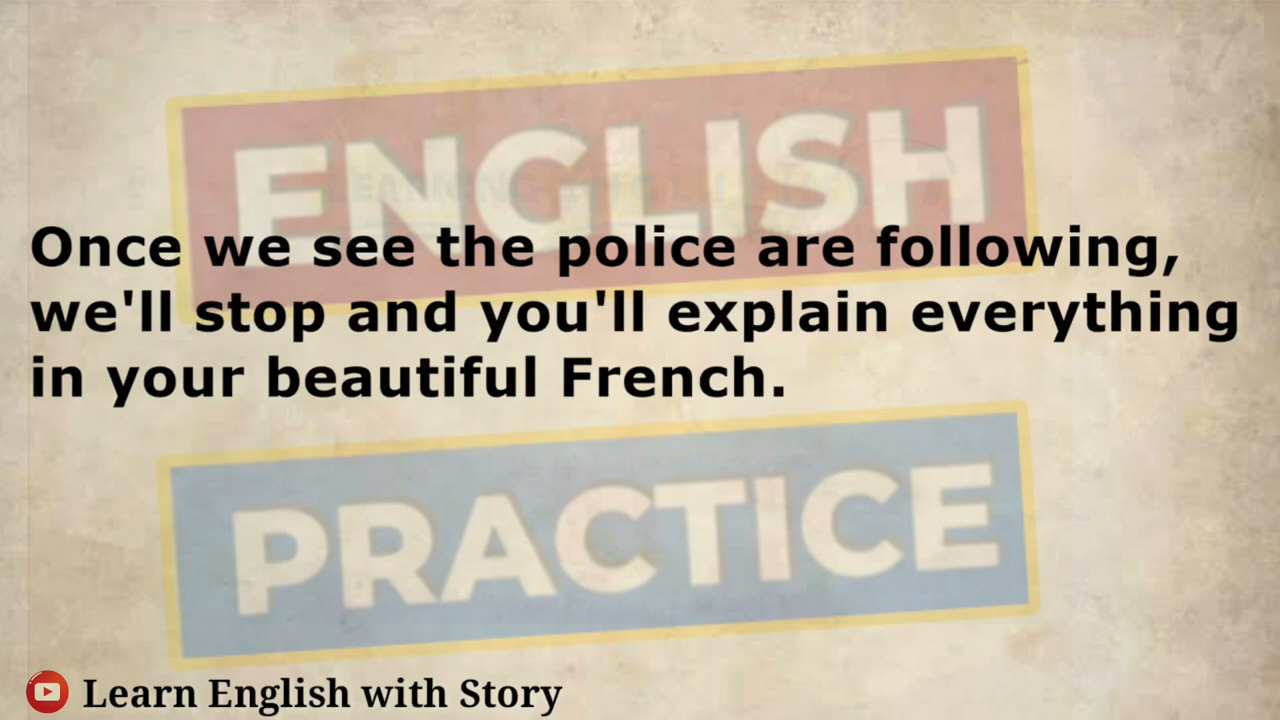 ENGLISH
Once we see the police are following,
we'll stop and you'll explain everything
in your beautiful French.
PRACTICE
Learn English with Story